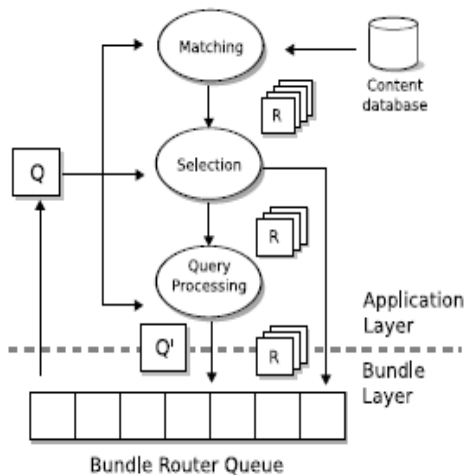 Matching
Content
database
R
Q
Selection
R
Query
Processing
Application
Layer
Q'
R
Bundle
Layer
Bundle Router Queue